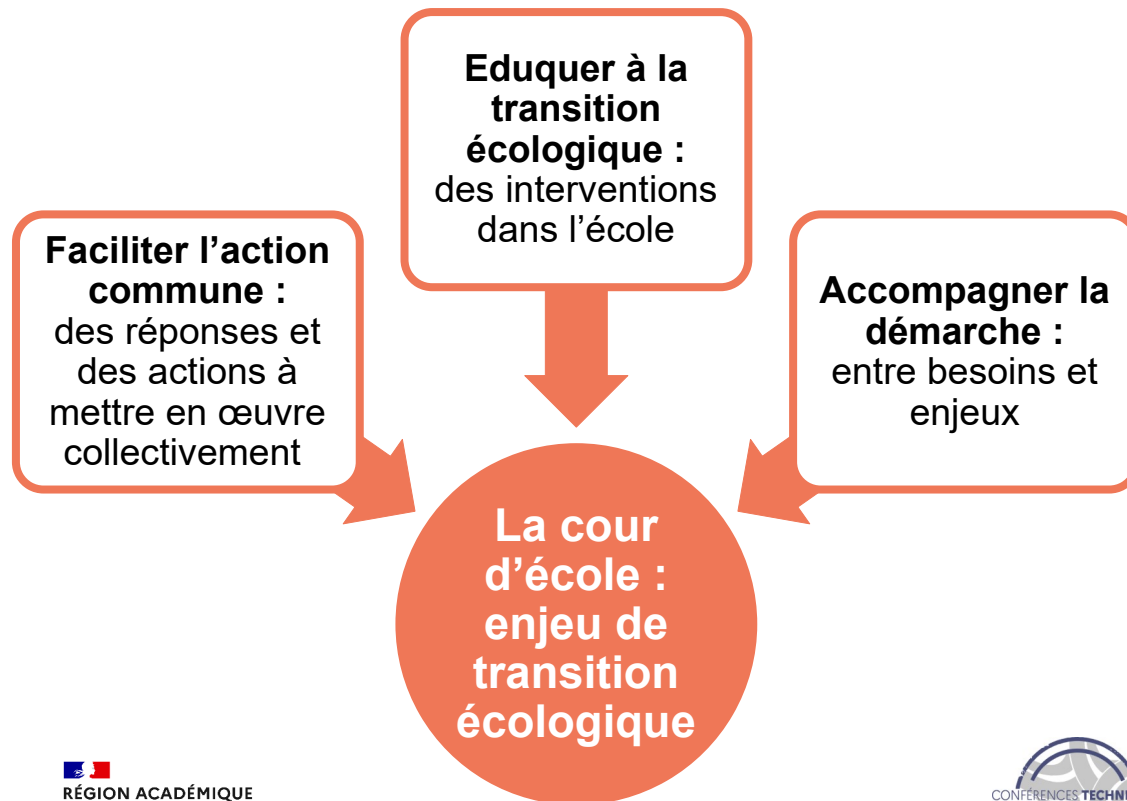 Faciliter l’action
commune :
des réponses et
des actions à
mettre en œuvre
collectivement
Eduquer à la
transition
écologique :
des interventions
dans l’école
Accompagner la
démarche :
entre besoins et
enjeux
La cour
d’école :
enjeu de
transition
écologique
RÉGION ACADÉMIQUE
CONFÉRENCES